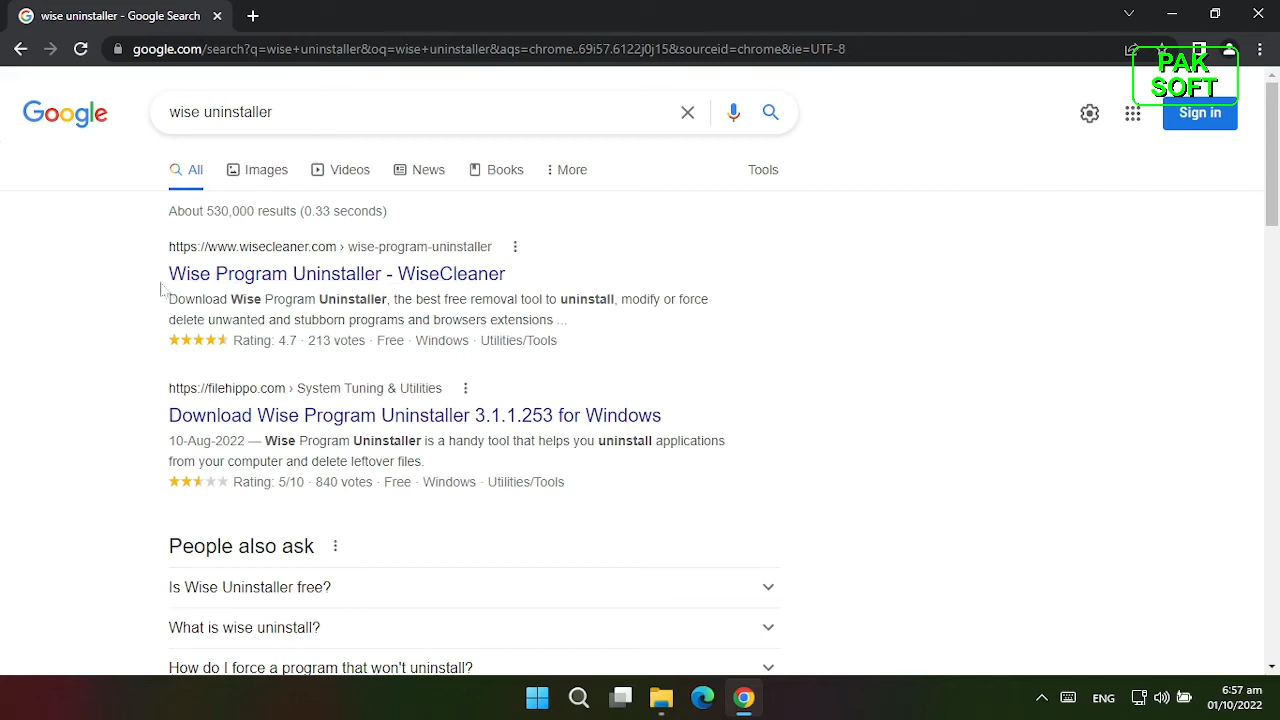 wise uninstaller - Google Search
google.com/search?q=wise+uninstaller&oq=wise+uninstaller&aqs=chrome..69i57.6122j0j15&sourceid=chrome&ie=UTF-8
PAK
SOFT
Google
wise uninstaller
Sign in
All Images Videos News Books More Tools
About 530,000 results (0.33 seconds)
https://www.wisecleaner.com › wise-program-uninstaller
Wise Program Uninstaller - WiseCleaner
Download Wise Program Uninstaller, the best free removal tool to uninstall, modify or force
delete unwanted and stubborn programs and browsers extensions ...
Rating: 4.7 · 213 votes · Free · Windows · Utilities/Tools
https://filehippo.com › System Tuning & Utilities
Download Wise Program Uninstaller 3.1.1.253 for Windows
10-Aug-2022 — Wise Program Uninstaller is a handy tool that helps you uninstall applications
from your computer and delete leftover files.
Rating: 5/10 · 840 votes · Free · Windows · Utilities/Tools
People also ask
Is Wise Uninstaller free?
What is wise uninstall?
How do I force a program that won't uninstall?
ENG
6:57 am
01/10/2022